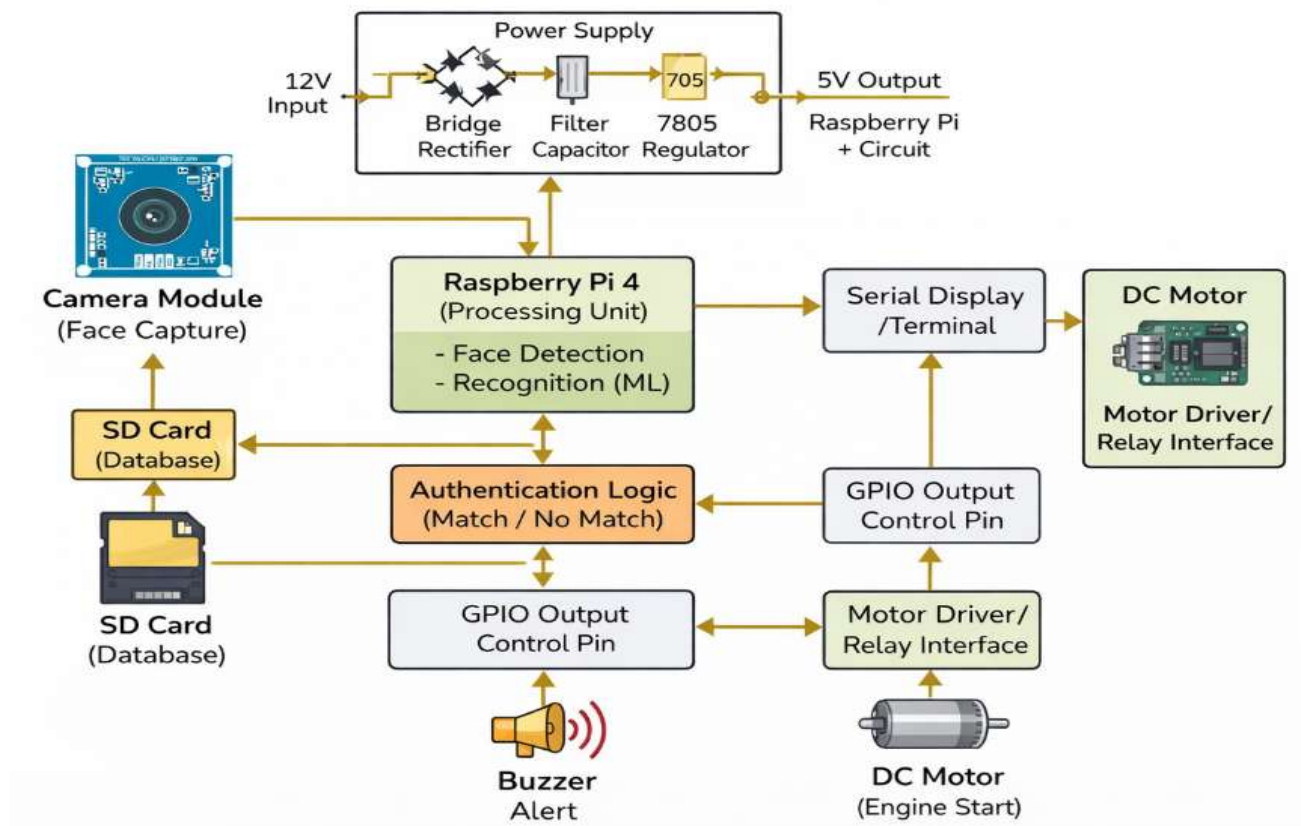 Power Supply
12V
Input
705
5V Output
Bridge
Rectifier
Filter
Capacitor
7805
Regulator
Raspberry Pi
+ Circuit
Camera Module
(Face Capture)
Raspberry Pi 4
(Processing Unit)
- Face Detection
- Recognition (ML)
Serial Display
/Terminal
DC Motor
Motor Driver/
Relay Interface
SD Card
(Database)
Authentication Logic
(Match / No Match)
GPIO Output
Control Pin
SD Card
(Database)
GPIO Output
Control Pin
Motor Driver/
Relay Interface
Buzzer
Alert
DC Motor
(Engine Start)